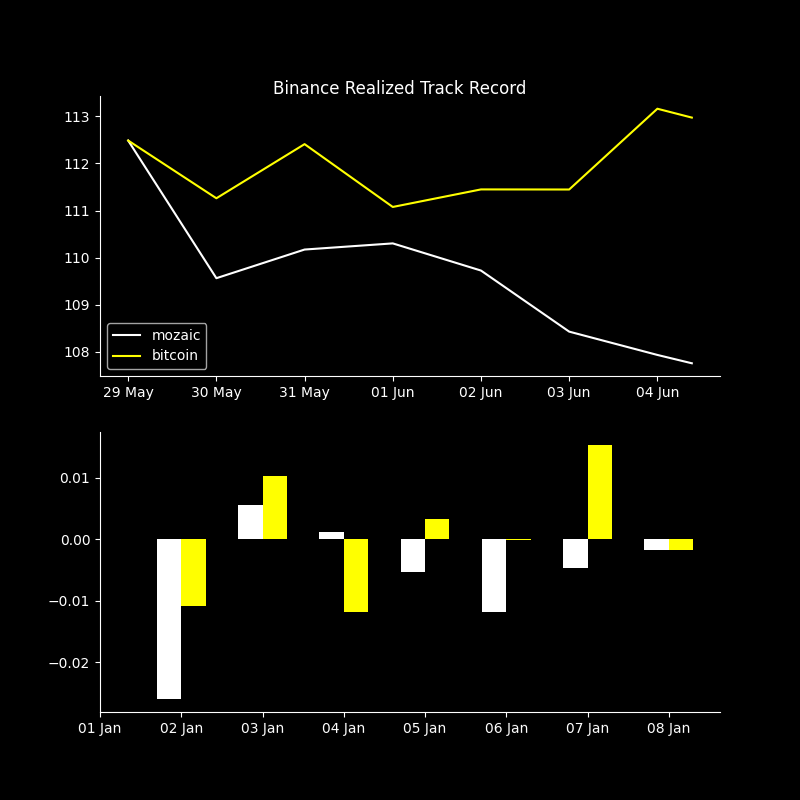 Binance Realized Track Record
113
112
111
110
109
108
mozaic
bitcoin
29 May 30 May 31 May 01 Jun 02 Jun 03 Jun 04 Jun
0.01
0.00
−0.01
−0.02
01 Jan 02 Jan 03 Jan 04 Jan 05 Jan 06 Jan 07 Jan 08 Jan